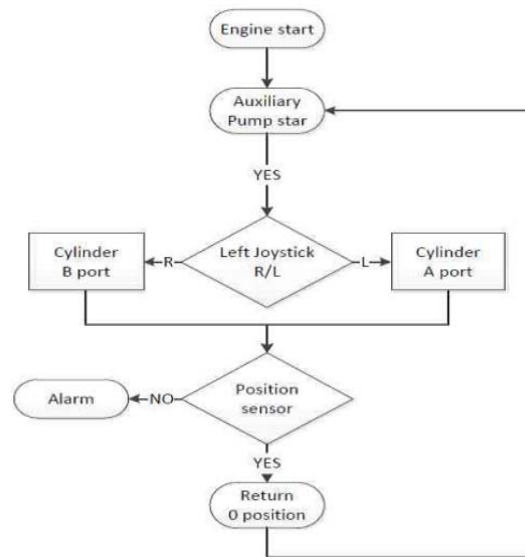 Engine start
Auxiliary
Pump star
YES
Cylinder
B port
R
Left Joystick
R/L
L
Cylinder
A port
Alarm
NO
Position
sensor
YES
Return
0 position